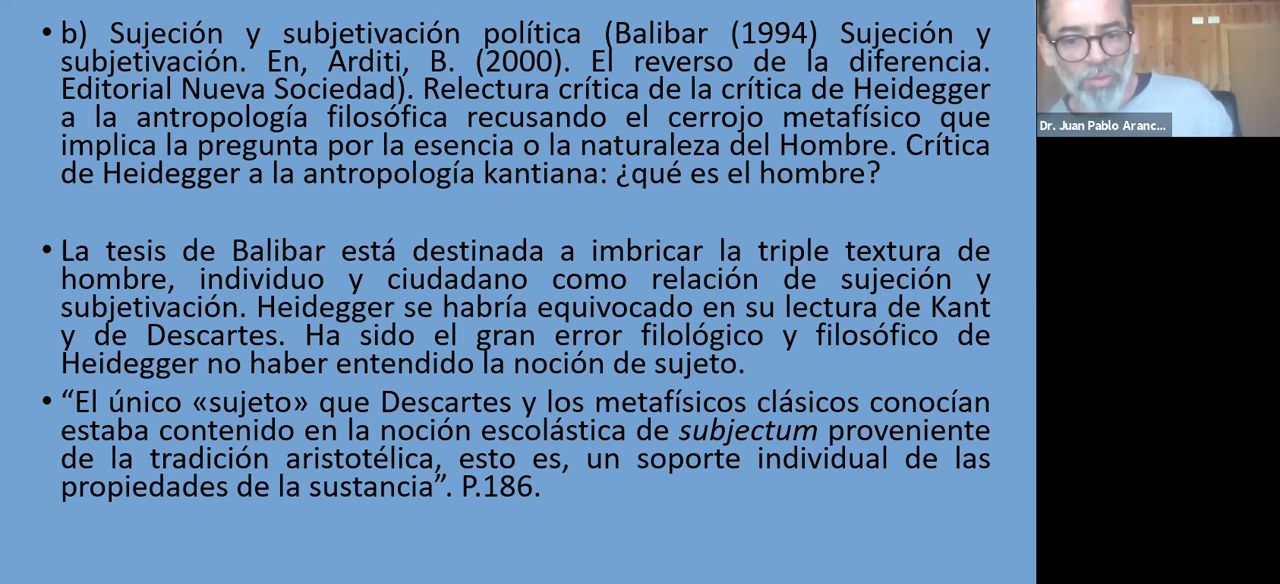 • b) Sujeción y subjetivación política (Balibar (1994) Sujeción y
subjetivación. En, Arditi, B. (2000). El reverso de la diferencia.
Editorial Nueva Sociedad). Relectura crítica de la crítica de Heidegger
a la antropología filosófica recusando el cerrojo metafísico que
implica la pregunta por la esencia o la naturaleza del Hombre. Crítica
de Heidegger a la antropología kantiana: ¿qué es el hombre?
• La tesis de Balibar está destinada a imbricar la triple textura de
hombre, individuo y ciudadano como relación de sujeción y
subjetivación. Heidegger se habría equivocado en su lectura de Kant
y de Descartes. Ha sido el gran error filológico y filosófico de
Heidegger no haber entendido la noción de sujeto.
• “El único «sujeto» que Descartes y los metafísicos clásicos conocían
estaba contenido en la noción escolástica de subjectum proveniente
de la tradición aristotélica, esto es, un soporte individual de las
propiedades de la sustancia”. P.186.
Dr. Juan Pablo Aranc...